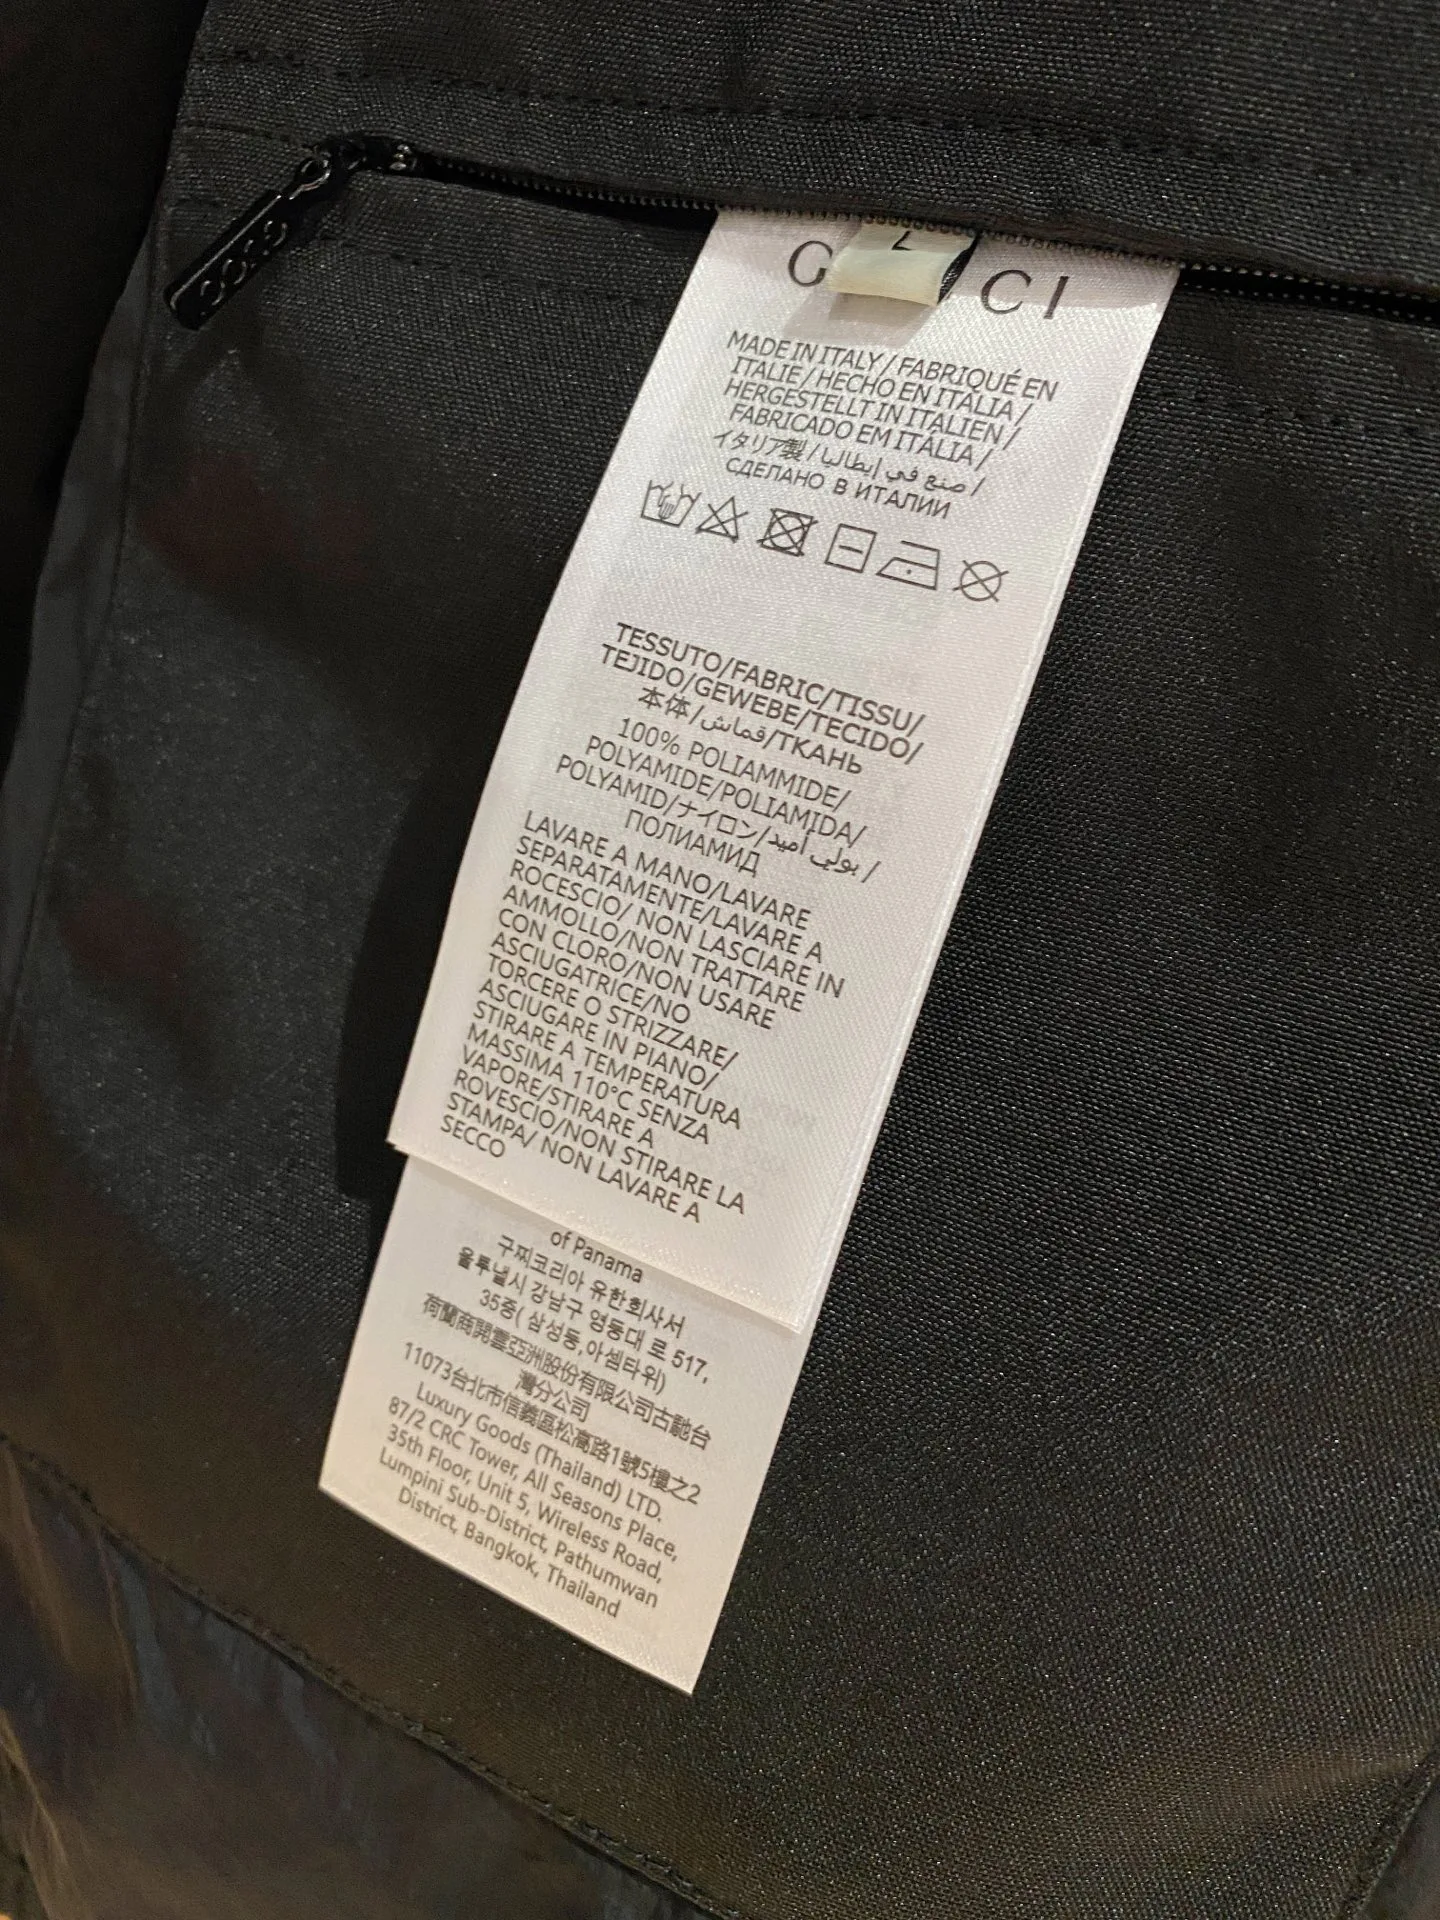 GUCCI
L
GUCCI
MADE IN ITALY / FABRIQUÉ EN
ITALIE / HECHO EN ITALIA /
HERGESTELLT IN ITALIEN /
FABRICADO EM ITÁLIA /
イタリア製 / صنع في إيطاليا /
СДЕЛАНО В ИТАЛИИ
TESSUTO/FABRIC/TISSU/
TEJIDO/GEWEBE/TECIDO/
本体/قماش/ТКАНЬ
100% POLIAMMIDE/
POLYAMIDE/POLIAMIDA/
POLYAMID/ナイロン/بولي أميد /
ПОЛИАМИД
LAVARE A MANO/LAVARE
SEPARATAMENTE/LAVARE A
ROCESCIO/ NON LASCIARE IN
AMMOLLO/NON TRATTARE
CON CLORO/NON USARE
ASCIUGATRICE/NO
TORCERE O STRIZZARE/
ASCIUGARE IN PIANO/
STIRARE A TEMPERATURA
MASSIMA 110°C SENZA
VAPORE/STIRARE A
ROVESCIO/NON STIRARE LA
STAMPA/ NON LAVARE A
SECCO
of Panama
구찌코리아 유한회사서
울투낼시 강남구 영동대 로 517,
35중( 삼성동,아셈타위)
荷蘭商開雲亞洲股份有限公司古馳台
灣分公司
11073台北市信義區松高路1號5樓之2
Luxury Goods (Thailand) LTD.
87/2 CRC Tower, All Seasons Place,
35th Floor, Unit 5, Wireless Road,
Lumpini Sub-District, Pathumwan
District, Bangkok, Thailand